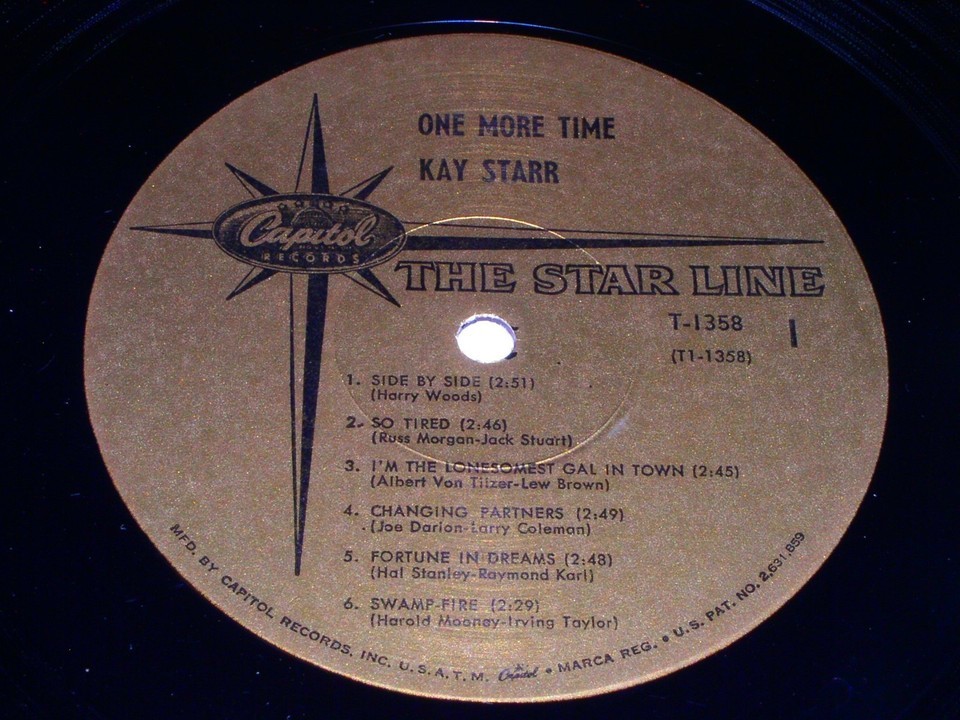 ONE MORE TIME
KAY STARR
Capitol
RECORDS
THE STAR LINE
T-1358
1
(T1-1358)
1. SIDE BY SIDE (2:51)
(Harry Woods)
2. SO TIRED (2:46)
(Russ Morgan-Jack Stuart)
3. I'M THE LONESOMEST GAL IN TOWN (2:45)
(Albert Von Tilzer-Lew Brown)
4. CHANGING PARTNERS (2:49)
(Joe Darion-Larry Coleman)
5. FORTUNE IN DREAMS (2:48)
(Hal Stanley-Raymond Karl)
6. SWAMP-FIRE (2:29)
(Harold Mooney-Irving Taylor)
MFD. BY CAPITOL RECORDS, INC. U.S.A. T.M. Capitol • MARCA REG. • U.S. PAT. NO. 2,631,859